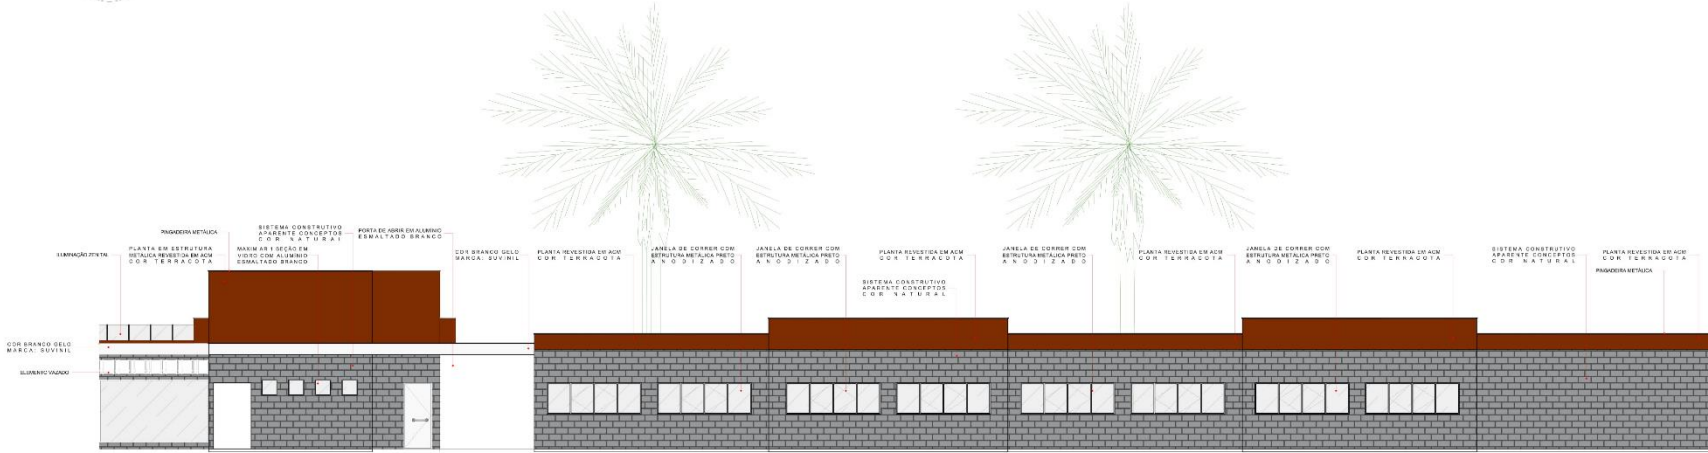 ILUMINAÇÃO ZENITAL
PLANTA EM ESTRUTURA
METÁLICA REVESTIDA EM ACM
COR TERRACOTA
PINGADEIRA METÁLICA
MAXIM AR 1 SEÇÃO EM
VIDRO COM ALUMÍNIO
ESMALTADO BRANCO
SISTEMA CONSTRUTIVO
APARENTE CONCEPTOS
COR NATURAL
PORTA DE ABRIR EM ALUMÍNIO
ESMALTADO BRANCO
COR BRANCO GELO
MARCA: SUVINIL
PLANTA REVESTIDA EM ACM
COR TERRACOTA
JANELA DE CORRER COM
ESTRUTURA METÁLICA PRETO
ANODIZADO
JANELA DE CORRER COM
ESTRUTURA METÁLICA PRETO
ANODIZADO
PLANTA REVESTIDA EM ACM
COR TERRACOTA
SISTEMA CONSTRUTIVO
APARENTE CONCEPTOS
COR NATURAL
JANELA DE CORRER COM
ESTRUTURA METÁLICA PRETO
ANODIZADO
PLANTA REVESTIDA EM ACM
COR TERRACOTA
JANELA DE CORRER COM
ESTRUTURA METÁLICA PRETO
ANODIZADO
PLANTA REVESTIDA EM ACM
COR TERRACOTA
SISTEMA CONSTRUTIVO
APARENTE CONCEPTOS
COR NATURAL
PLANTA REVESTIDA EM ACM
COR TERRACOTA
PINGADEIRA METÁLICA
COR BRANCO GELO
MARCA: SUVINIL
ELEMENTO VAZADO